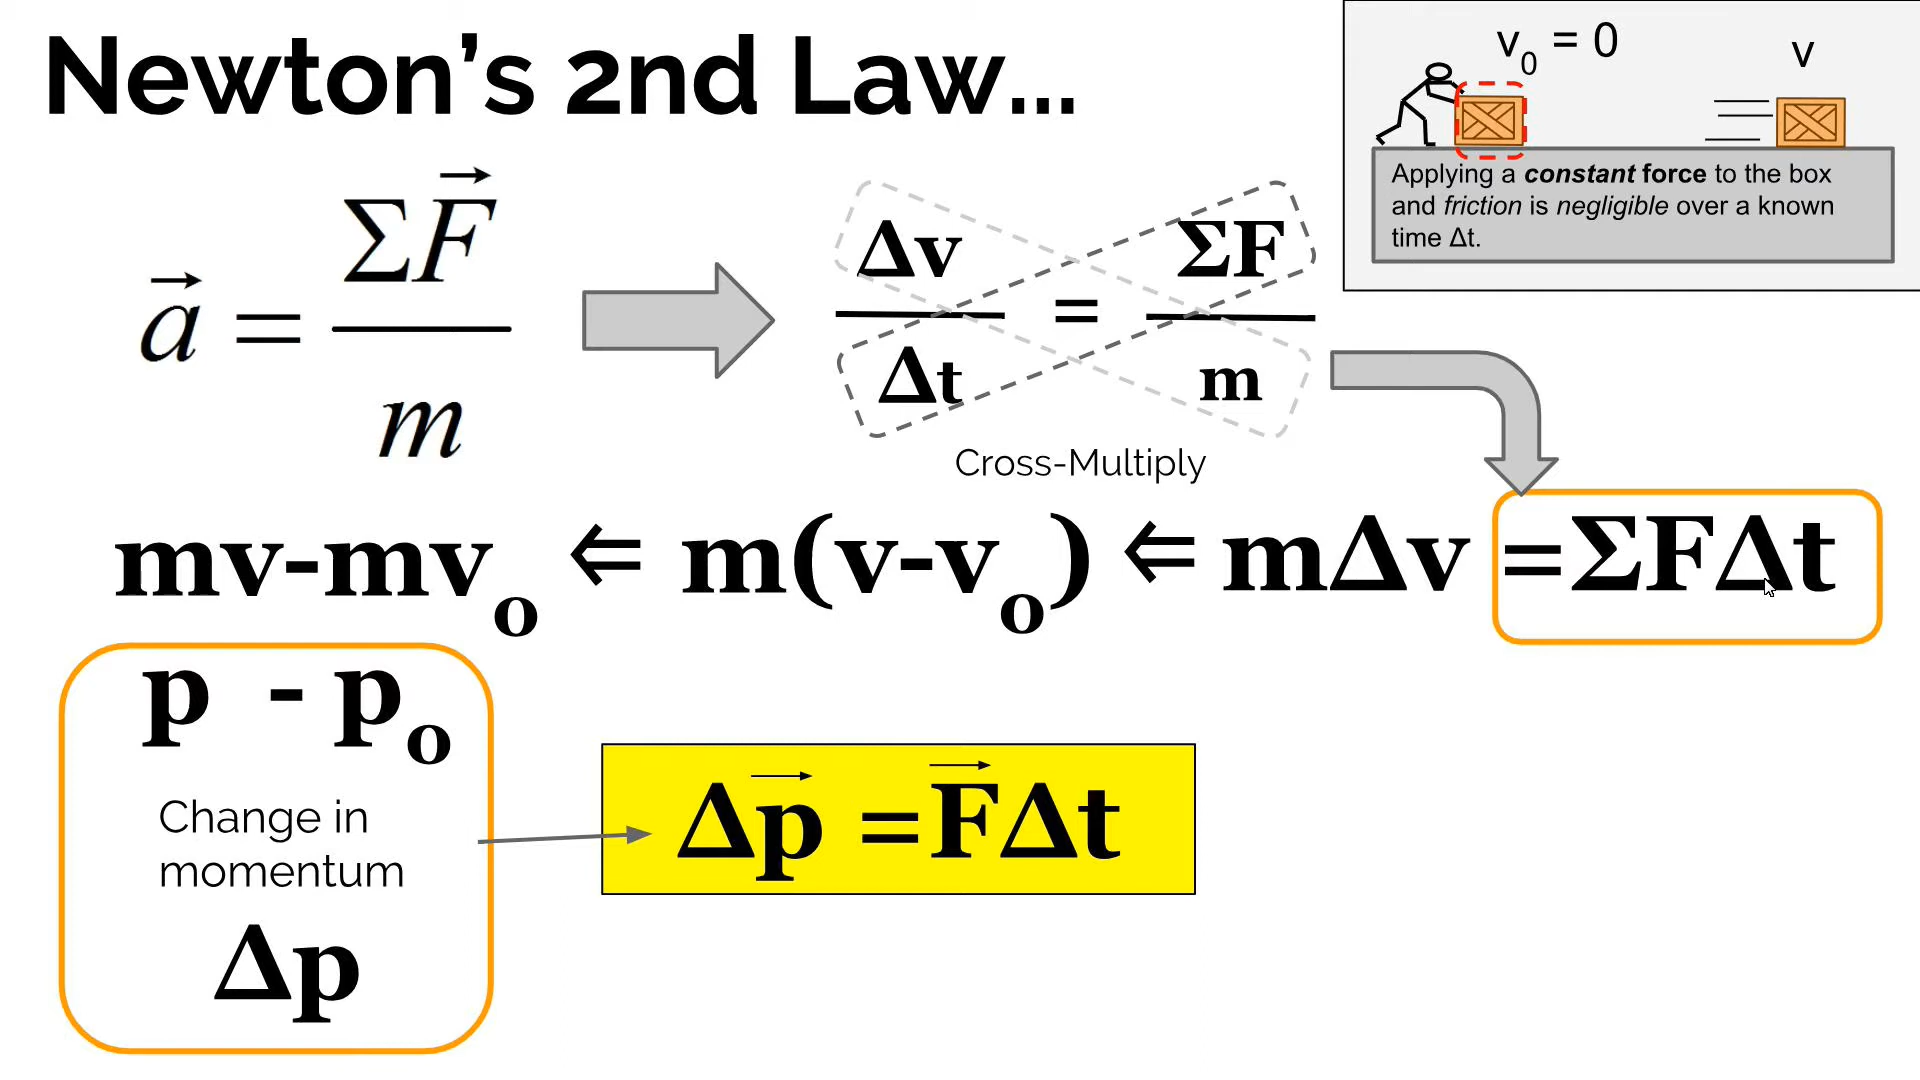 Newton’s 2nd Law...
v₀ = 0
v
Applying a constant force to the box
and friction is negligible over a known
time Δt.
a = ΣF / m
Δv / Δt = ΣF / m
Cross-Multiply
mv-mvₒ ⇐ m(v-vₒ) ⇐ mΔv =ΣFΔt
p - pₒ
Change in
momentum
Δp
Δp =FΔt